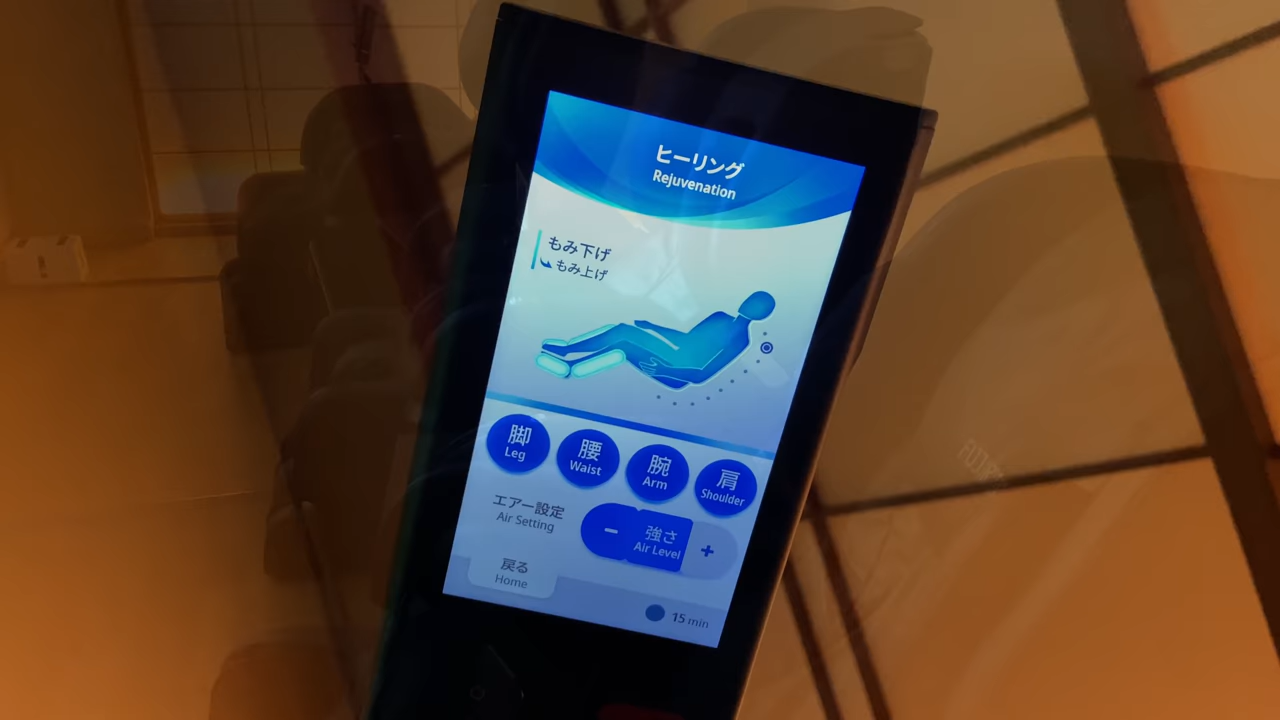 ヒーリング
Rejuvenation
もみ下げ
もみ上げ
脚
Leg
腰
Waist
腕
Arm
肩
Shoulder
エアー設定
Air Setting
強さ
Air Level
戻る
Home
15 min